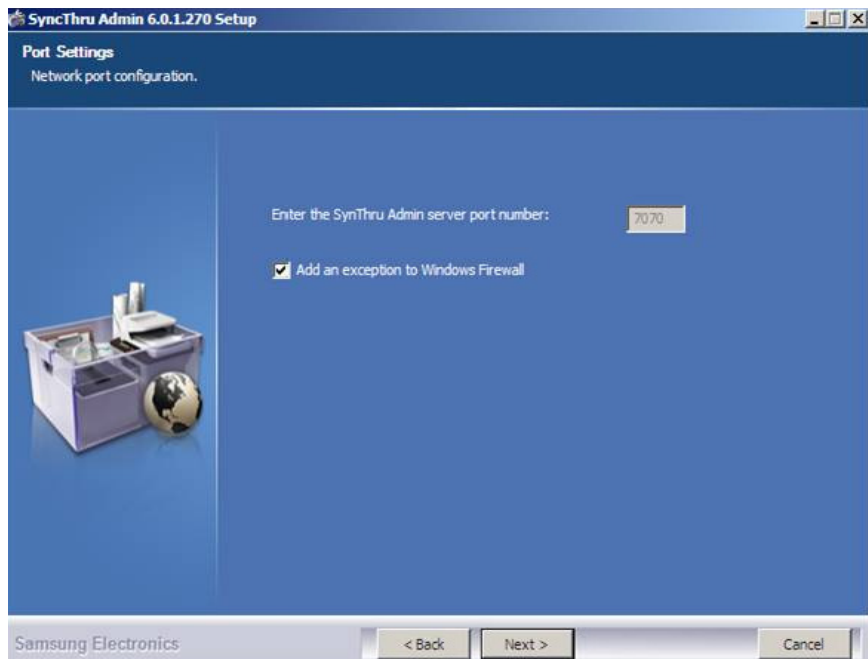 SyncThru Admin 6.0.1.270 Setup
Port Settings
Network port configuration.
Enter the SynThru Admin server port number:
7070
Add an exception to Windows Firewall
Samsung Electronics
< Back
Next >
Cancel